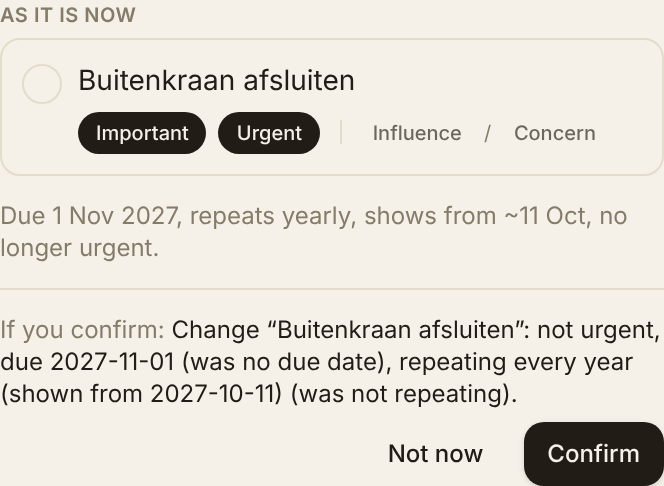 AS IT IS NOW
Buitenkraan afsluiten
Important Urgent Influence / Concern
Due 1 Nov 2027, repeats yearly, shows from ~11 Oct, no
longer urgent.
If you confirm: Change “Buitenkraan afsluiten”: not urgent,
due 2027-11-01 (was no due date), repeating every year
(shown from 2027-10-11) (was not repeating).
Not now Confirm